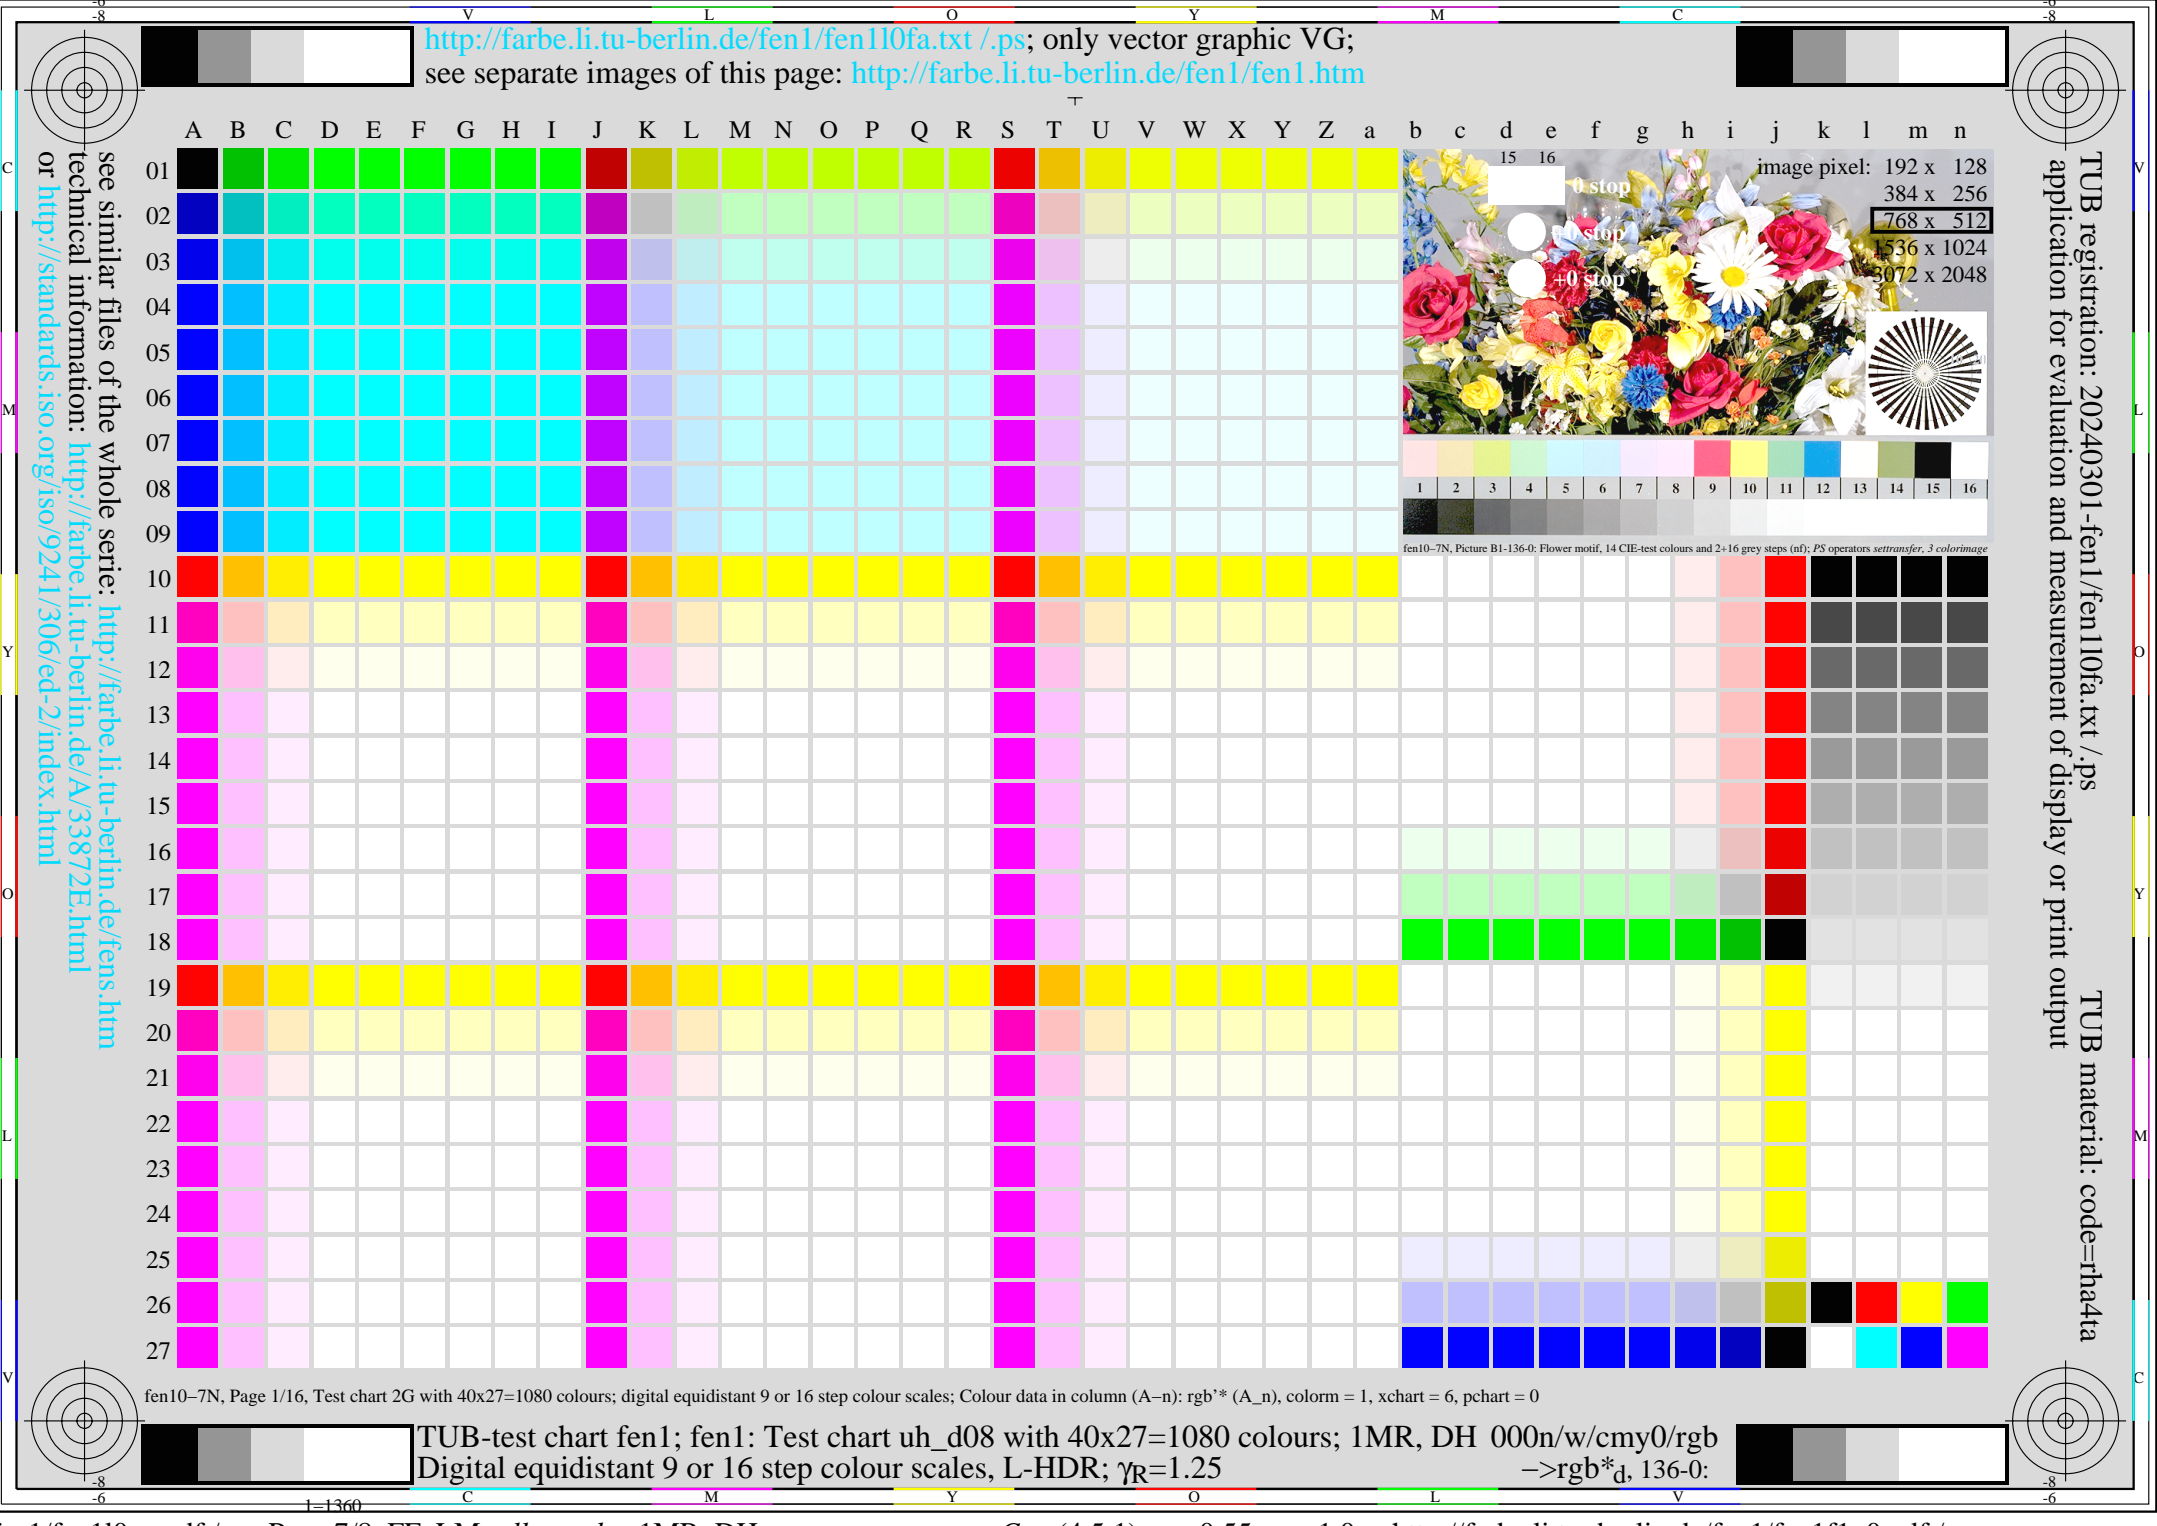 -8
V L O Y M C
-8
http://farbe.li.tu-berlin.de/fen1/fen1l0fa.txt /.ps; only vector graphic VG;
see separate images of this page: http://farbe.li.tu-berlin.de/fen1/fen1.htm
A B C D E F G H I J K L M N O P Q R S T U V W X Y Z a b c d e f g h i j k l m n
01
02
03
04
05
06
07
08
09
10
11
12
13
14
15
16
17
18
19
20
21
22
23
24
25
26
27
15 16
0 stop
+0 stop
image pixel: 192 x 128
384 x 256
768 x 512
1536 x 1024
3072 x 2048
1 2 3 4 5 6 7 8 9 10 11 12 13 14 15 16
fen10–7N, Picture B1-136-0: Flower motif, 14 CIE-test colours and 2+16 grey steps (nf); PS operators settransfer, 3 colorimage
see similar files of the whole serie: http://farbe.li.tu-berlin.de/fens.htm
technical information: http://farbe.li.tu-berlin.de/A/33872E.html
or http://standards.iso.org/iso/9241/306/ed-2/index.html
TUB registration: 20240301-fen1/fen1l0fa.txt /.ps
application for evaluation and measurement of display or print output
TUB material: code=rha4ta
C M Y O L V
V L O Y M C
fen10–7N, Page 1/16, Test chart 2G with 40x27=1080 colours; digital equidistant 9 or 16 step colour scales; Colour data in column (A–n): rgb'* (A_n), colorm = 1, xchart = 6, pchart = 0
TUB-test chart fen1; fen1: Test chart uh_d08 with 40x27=1080 colours; 1MR, DH 000n/w/cmy0/rgb
Digital equidistant 9 or 16 step colour scales, L-HDR; γR=1.25 –>rgb*d, 136-0:
-8
-6
1–1360
C M Y O L V
-8
-6